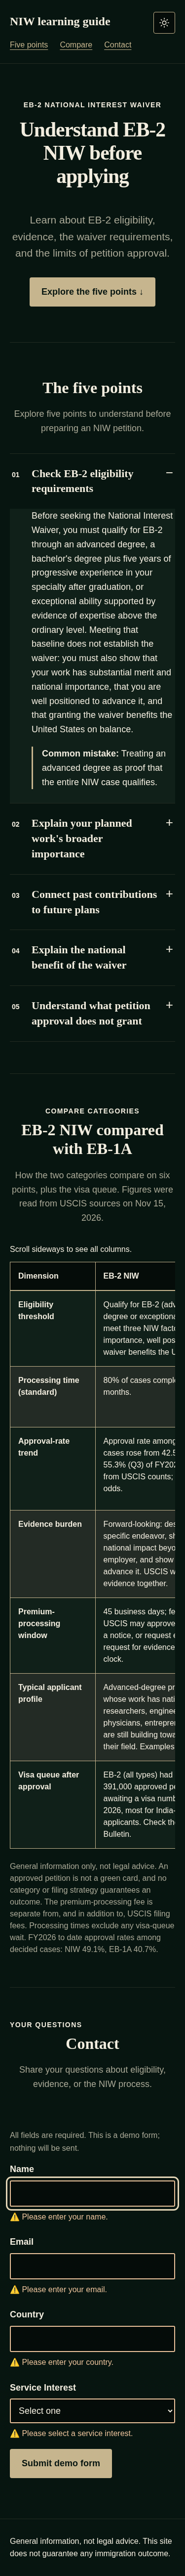 NIW learning guide
Five points Compare Contact
EB-2 NATIONAL INTEREST WAIVER
Understand EB-2
NIW before
applying
Learn about EB-2 eligibility,
evidence, the waiver requirements,
and the limits of petition approval.
Explore the five points ↓
The five points
Explore five points to understand before
preparing an NIW petition.
01 Check EB-2 eligibility −
requirements
Before seeking the National Interest
Waiver, you must qualify for EB-2
through an advanced degree, a
bachelor's degree plus five years of
progressive experience in your
specialty after graduation, or
exceptional ability supported by
evidence of expertise above the
ordinary level. Meeting that
baseline does not establish the
waiver: you must also show that
your work has substantial merit and
national importance, that you are
well positioned to advance it, and
that granting the waiver benefits the
United States on balance.
Common mistake: Treating an
advanced degree as proof that
the entire NIW case qualifies.
02 Explain your planned +
work's broader
importance
03 Connect past contributions +
to future plans
04 Explain the national +
benefit of the waiver
05 Understand what petition +
approval does not grant
COMPARE CATEGORIES
EB-2 NIW compared
with EB-1A
How the two categories compare on six
points, plus the visa queue. Figures were
read from USCIS sources on Nov 15,
2026.
Scroll sideways to see all columns.
Dimension EB-2 NIW
Eligibility Qualify for EB-2 (adv
threshold degree or exceptiona
meet three NIW facto
importance, well pos
waiver benefits the U
Processing time 80% of cases comple
(standard) months.
Approval-rate Approval rate among
trend cases rose from 42.5
55.3% (Q3) of FY202
from USCIS counts;
odds.
Evidence burden Forward-looking: des
specific endeavor, sh
national impact beyo
employer, and show
advance it. USCIS w
evidence together.
Premium- 45 business days; fe
processing USCIS may approve
window a notice, or request e
request for evidence
clock.
Typical applicant Advanced-degree pr
profile whose work has nati
researchers, enginee
physicians, entrepren
are still building towa
their field. Examples
Visa queue after EB-2 (all types) had
approval 391,000 approved pe
awaiting a visa numb
2026, most for India-
applicants. Check the
Bulletin.
General information only, not legal advice. An
approved petition is not a green card, and no
category or filing strategy guarantees an
outcome. The premium-processing fee is
separate from, and in addition to, USCIS filing
fees. Processing times exclude any visa-queue
wait. FY2026 to date approval rates among
decided cases: NIW 49.1%, EB-1A 40.7%.
YOUR QUESTIONS
Contact
Share your questions about eligibility,
evidence, or the NIW process.
All fields are required. This is a demo form;
nothing will be sent.
Name
⚠️ Please enter your name.
Email
⚠️ Please enter your email.
Country
⚠️ Please enter your country.
Service Interest
Select one
⚠️ Please select a service interest.
Submit demo form
General information, not legal advice. This site
does not guarantee any immigration outcome.